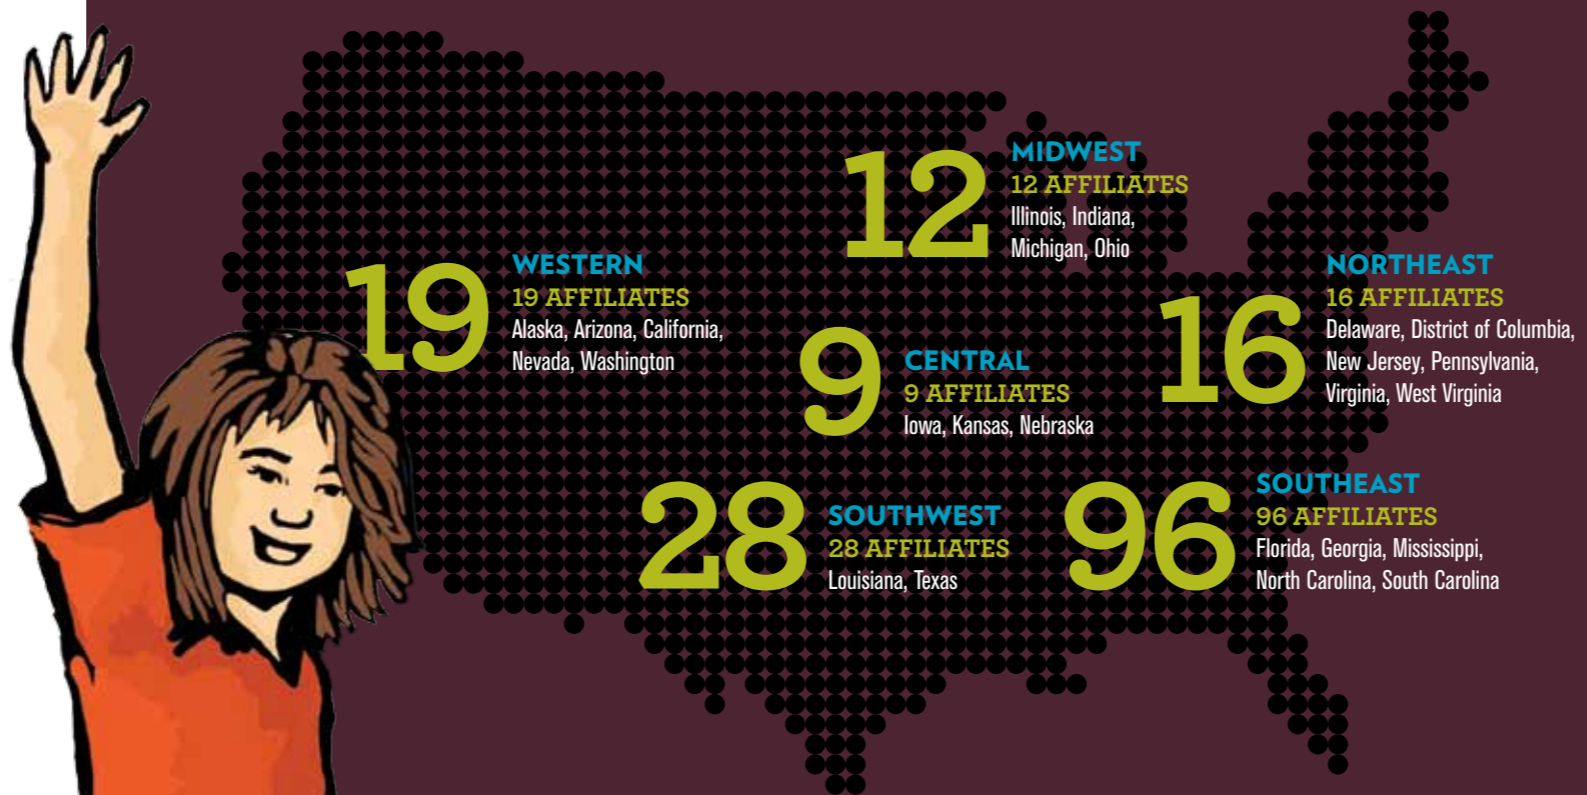 12
MIDWEST
12 AFFILIATES
Illinois, Indiana,
Michigan, Ohio
19
WESTERN
19 AFFILIATES
Alaska, Arizona, California,
Nevada, Washington
9
CENTRAL
9 AFFILIATES
Iowa, Kansas, Nebraska
16
NORTHEAST
16 AFFILIATES
Delaware, District of Columbia,
New Jersey, Pennsylvania,
Virginia, West Virginia
28
SOUTHWEST
28 AFFILIATES
Louisiana, Texas
96
SOUTHEAST
96 AFFILIATES
Florida, Georgia, Mississippi,
North Carolina, South Carolina